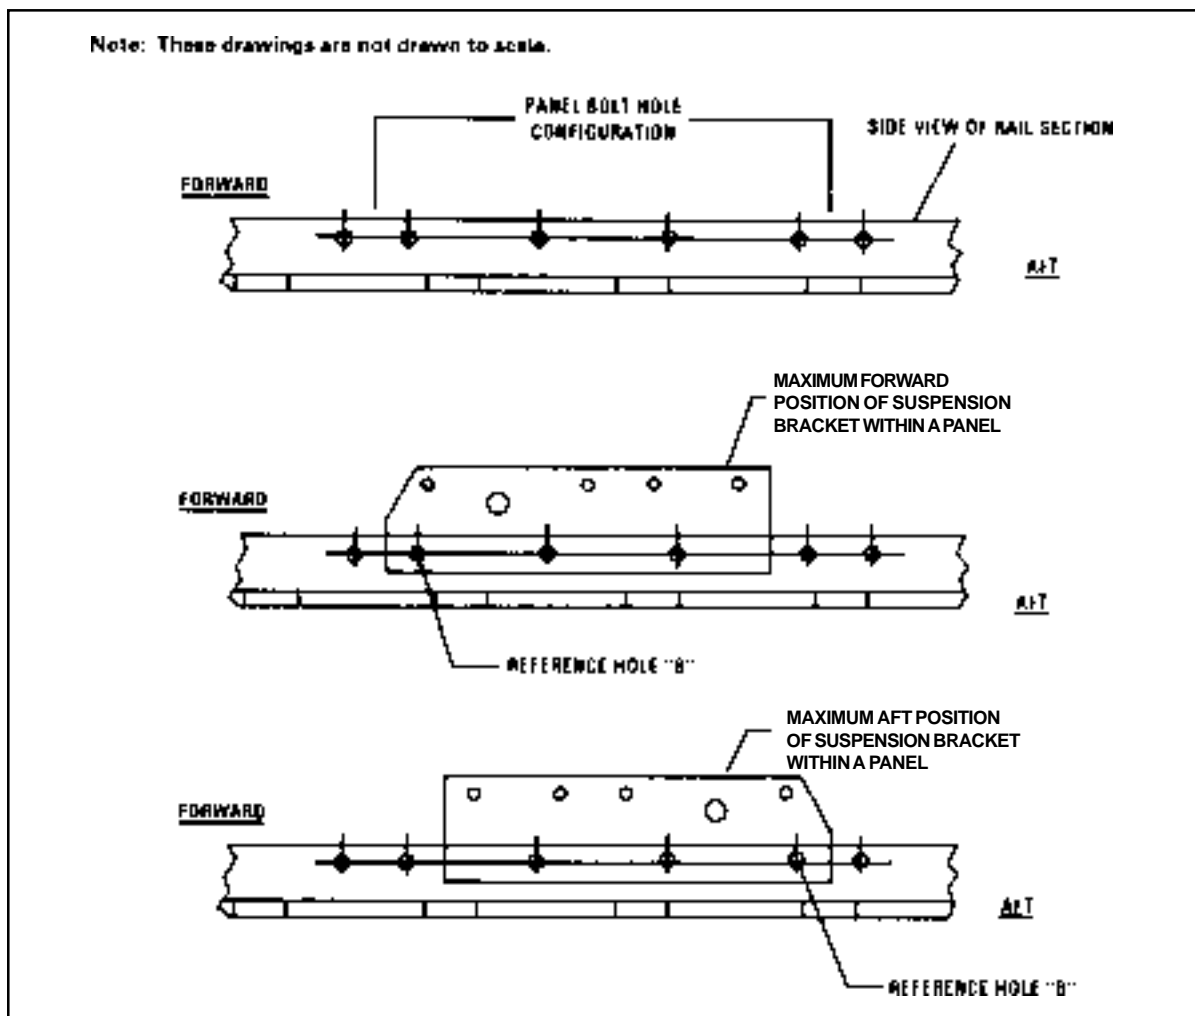 Note: These drawings are not drawn to scale.
PANEL BOLT HOLE
CONFIGURATION
SIDE VIEW OF RAIL SECTION
FORWARD
AFT
MAXIMUM FORWARD
POSITION OF SUSPENSION
BRACKET WITHIN A PANEL
FORWARD
AFT
REFERENCE HOLE "B"
MAXIMUM AFT POSITION
OF SUSPENSION BRACKET
WITHIN A PANEL
FORWARD
AFT
REFERENCE HOLE "B"